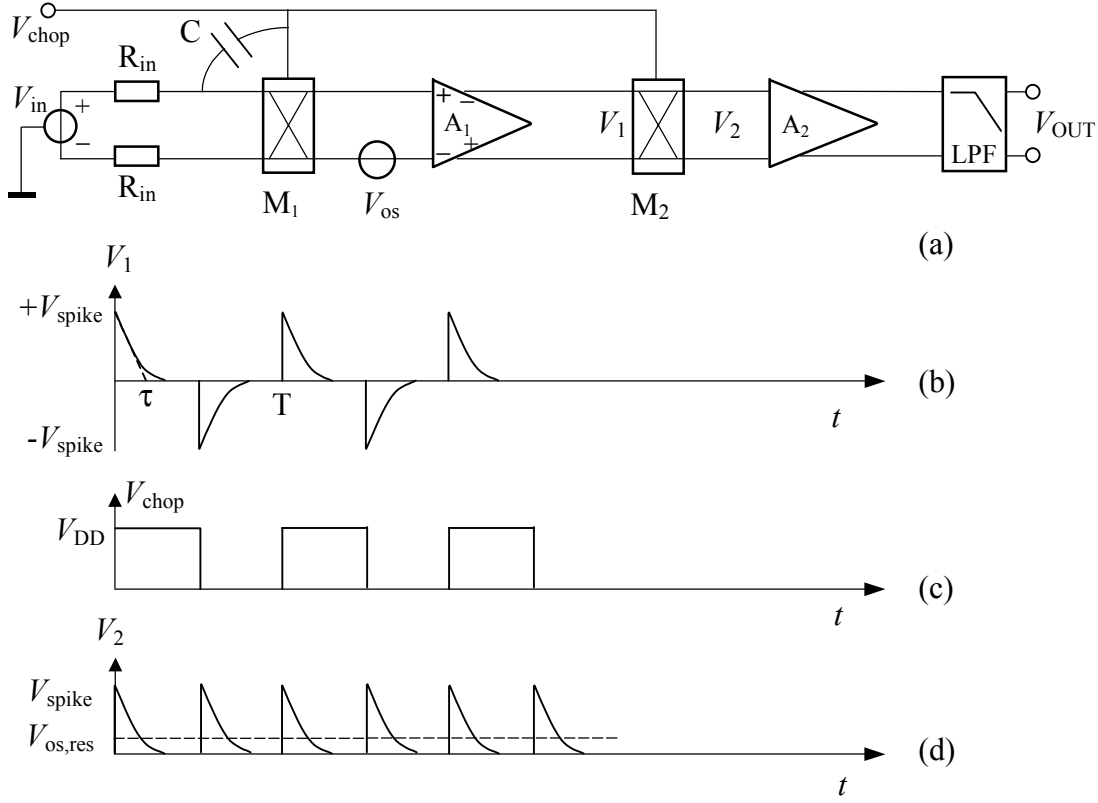 V_chop
C
R_in
V_in
+
−
R_in
M_1
V_os
+ −
A_1
− +
V_1
M_2
V_2
A_2
LPF
V_OUT
(a)
V_1
+V_spike
τ
T
-V_spike
t
(b)
V_chop
V_DD
t
(c)
V_2
V_spike
V_os,res
t
(d)